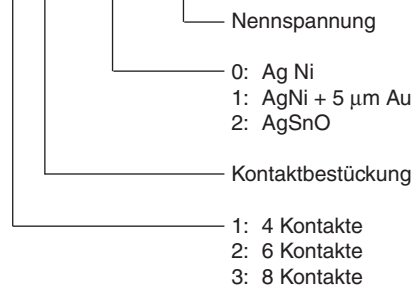 Nennspannung
0: Ag Ni
1: AgNi + 5 µm Au
2: AgSnO
Kontaktbestückung
1: 4 Kontakte
2: 6 Kontakte
3: 8 Kontakte